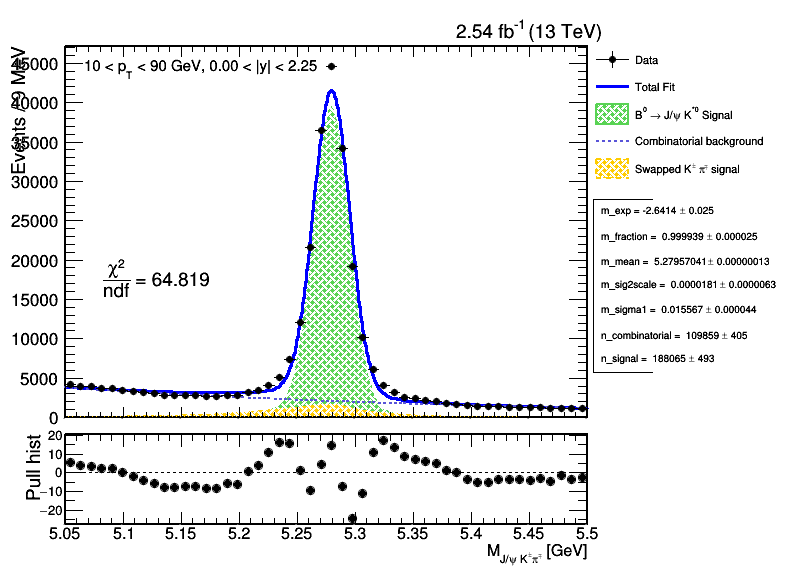 2.54 fb⁻¹ (13 TeV)
Events / 9 MeV
10 < p_T < 90 GeV, 0.00 < |y| < 2.25
45000
40000
35000
30000
25000
20000
15000
10000
5000
0
χ²/ndf = 64.819
Data
Total Fit
B⁰ → J/ψ K*⁰ Signal
Combinatorial background
Swapped K± π∓ signal
m_exp = -2.6414 ± 0.025
m_fraction = 0.999939 ± 0.000025
m_mean = 5.27957041 ± 0.00000013
m_sig2scale = 0.0000181 ± 0.0000063
m_sigma1 = 0.015567 ± 0.000044
n_combinatorial = 109859 ± 405
n_signal = 188065 ± 493
Pull hist
20
10
0
−10
−20
5.05 5.1 5.15 5.2 5.25 5.3 5.35 5.4 5.45 5.5
M_J/ψ K±π∓ [GeV]